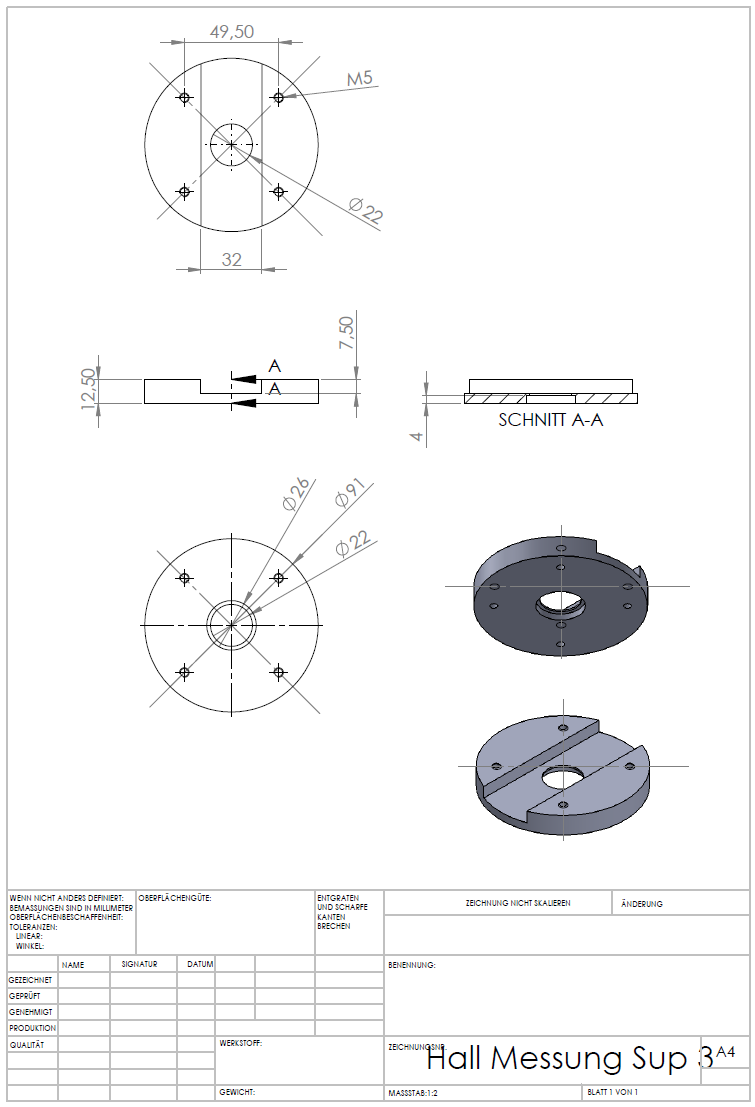 49,50
M5
Ø22
32
7,50
A
12,50
A
SCHNITT A-A
4
Ø26
Ø91
Ø22
WENN NICHT ANDERS DEFINIERT:
BEMASSUNGEN SIND IN MILLIMETER
OBERFLÄCHENBESCHAFFENHEIT:
TOLERANZEN:
LINEAR:
WINKEL:
OBERFLÄCHENGÜTE:
ENTGRATEN
UND SCHARFE
KANTEN
BRECHEN
ZEICHNUNG NICHT SKALIEREN
ÄNDERUNG
NAME
SIGNATUR
DATUM
BENENNUNG:
GEZEICHNET
GEPRÜFT
GENEHMIGT
PRODUKTION
QUALITÄT
WERKSTOFF:
ZEICHNUNGSNR.
Hall Messung Sup 3
A4
GEWICHT:
MASSSTAB:1:2
BLATT 1 VON 1